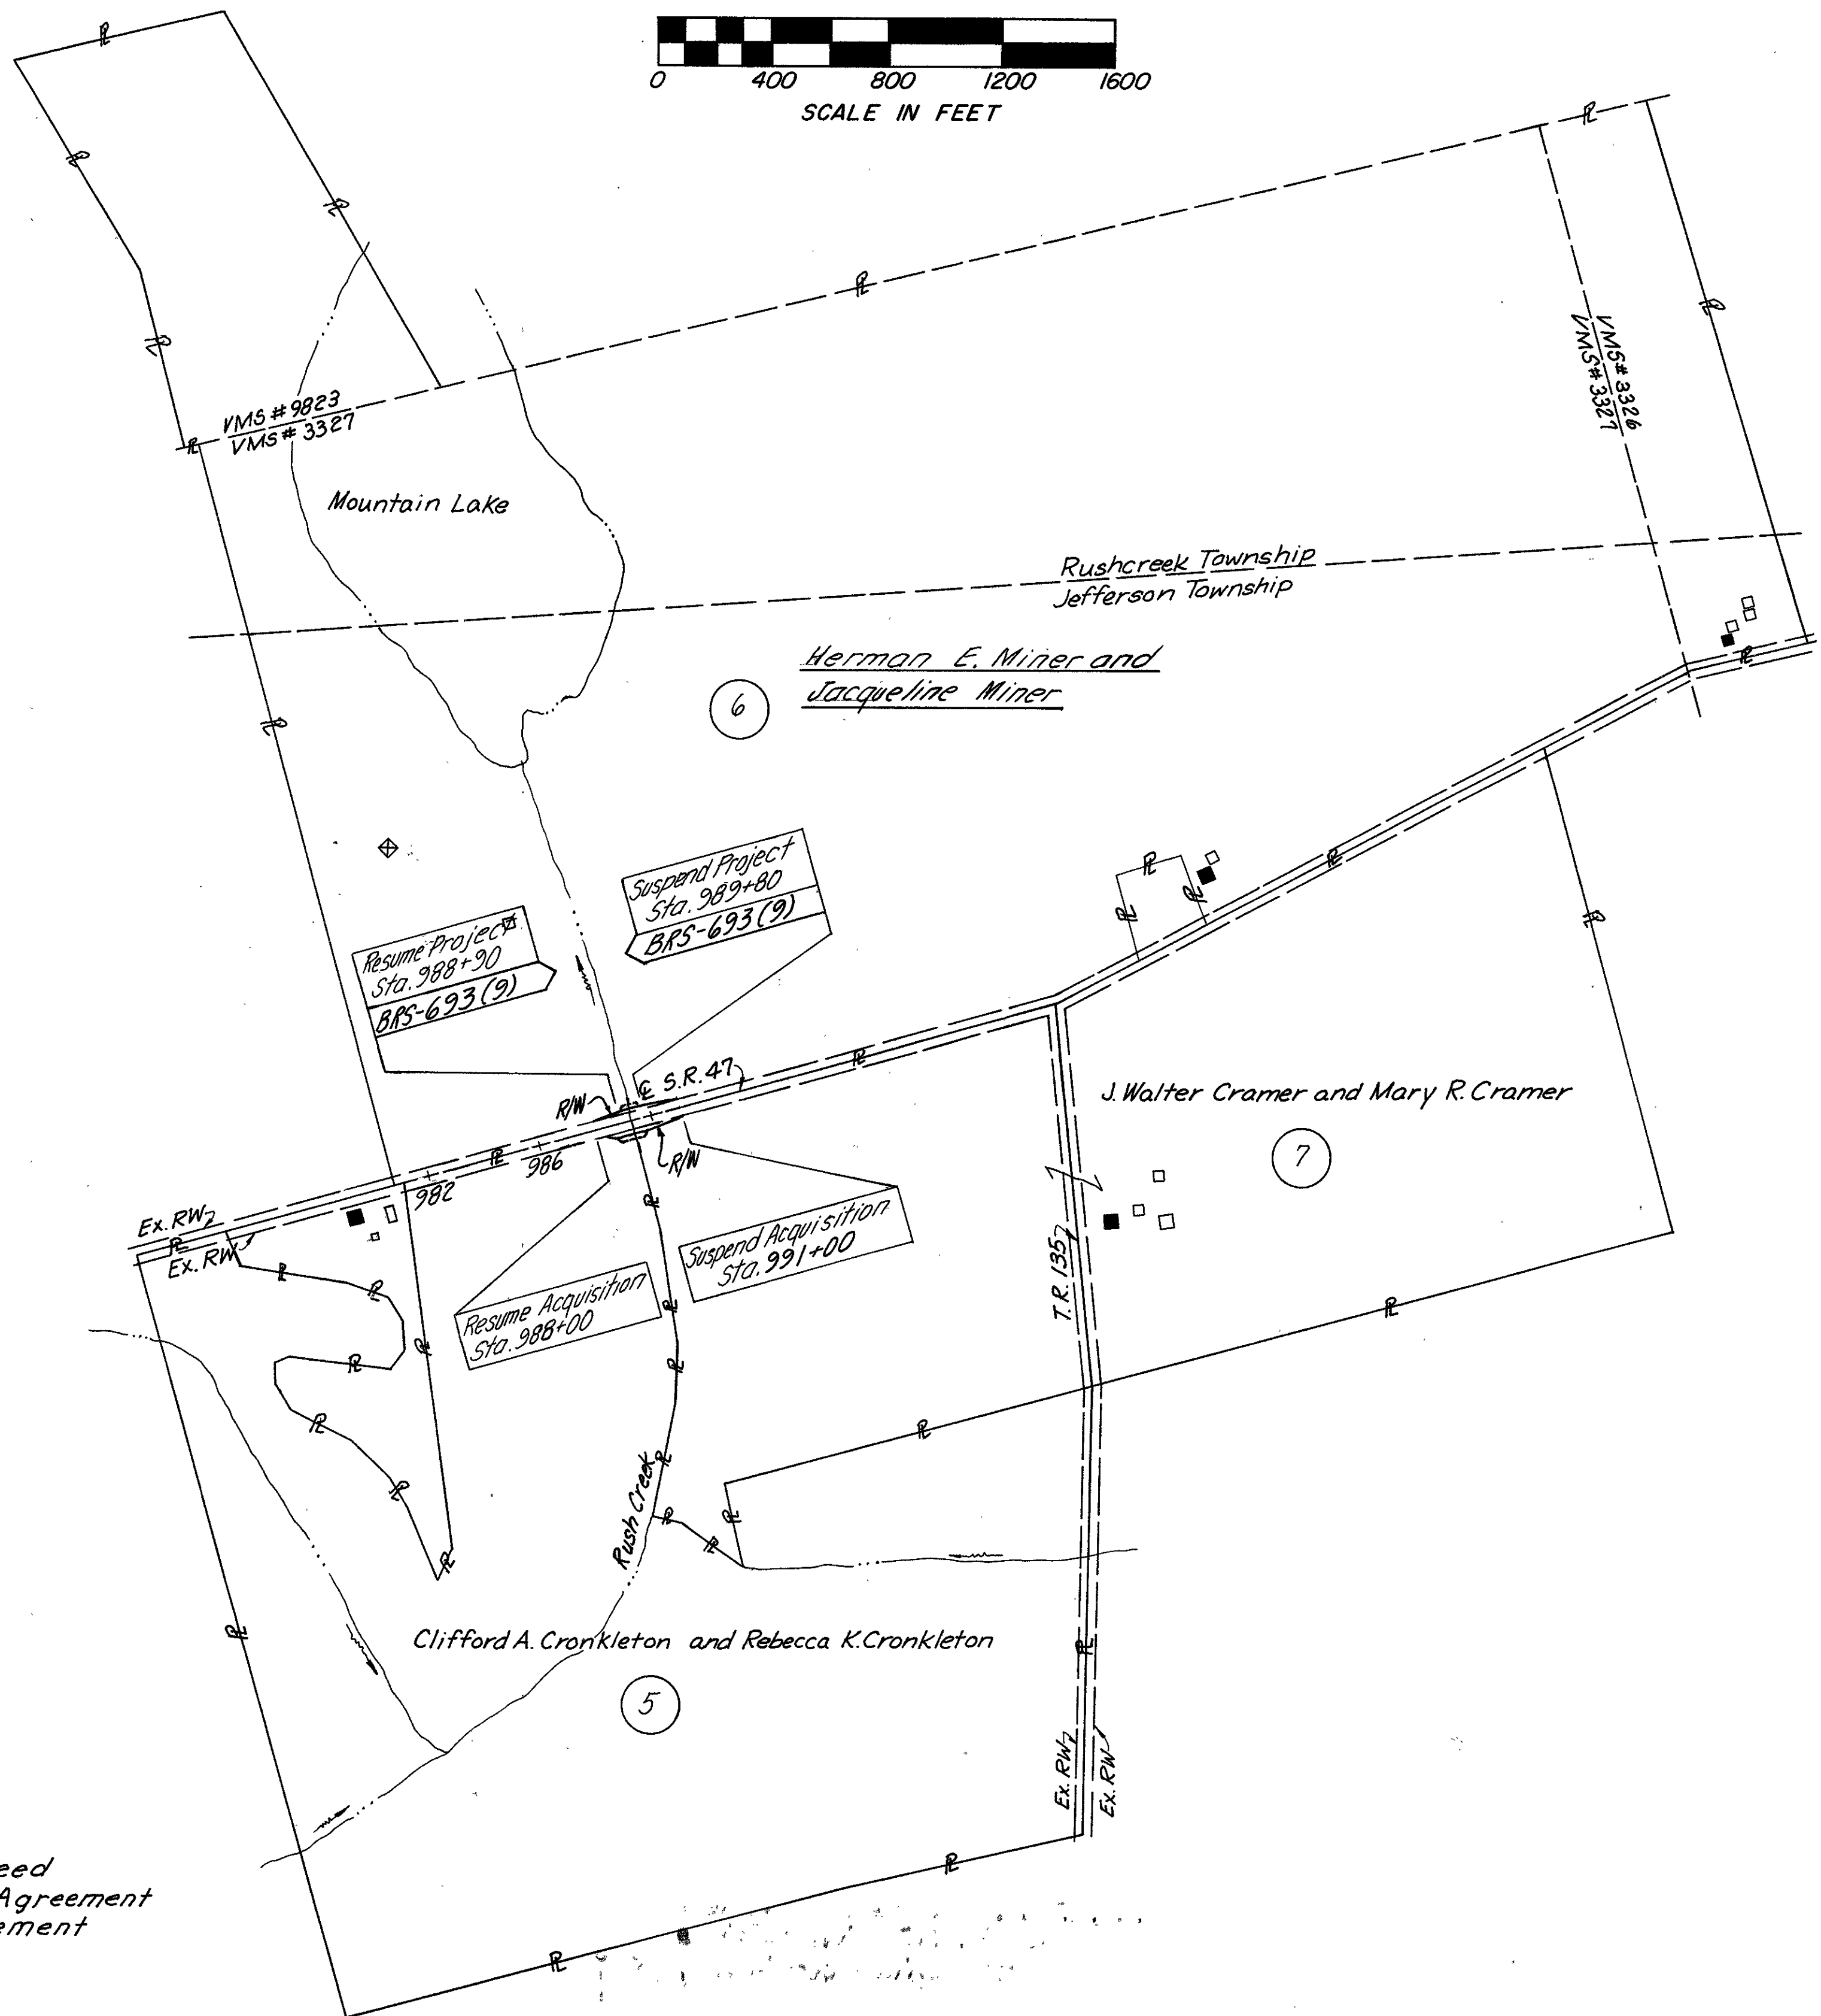 0 400 800 1200 1600
SCALE IN FEET
VMS #9823
VMS # 3327
VMS# 3326
VMS# 3327
Mountain Lake
Rushcreek Township
Jefferson Township
Herman E. Miner and
Jacqueline Miner
6
Suspend Project
Sta. 989+80
BRS-693(9)
Resume Project
Sta. 988+90
BRS-693(9)
S.R. 47
R/W
R/W
986
982
Ex. RW
Ex. RW
J. Walter Cramer and Mary R. Cramer
7
T.R. 135
Suspend Acquisition
Sta. 991+00
Resume Acquisition
Sta. 988+00
Rush Creek
Clifford A. Cronkleton and Rebecca K. Cronkleton
5
Ex. RW
Ex. RW
eed
Agreement
ement